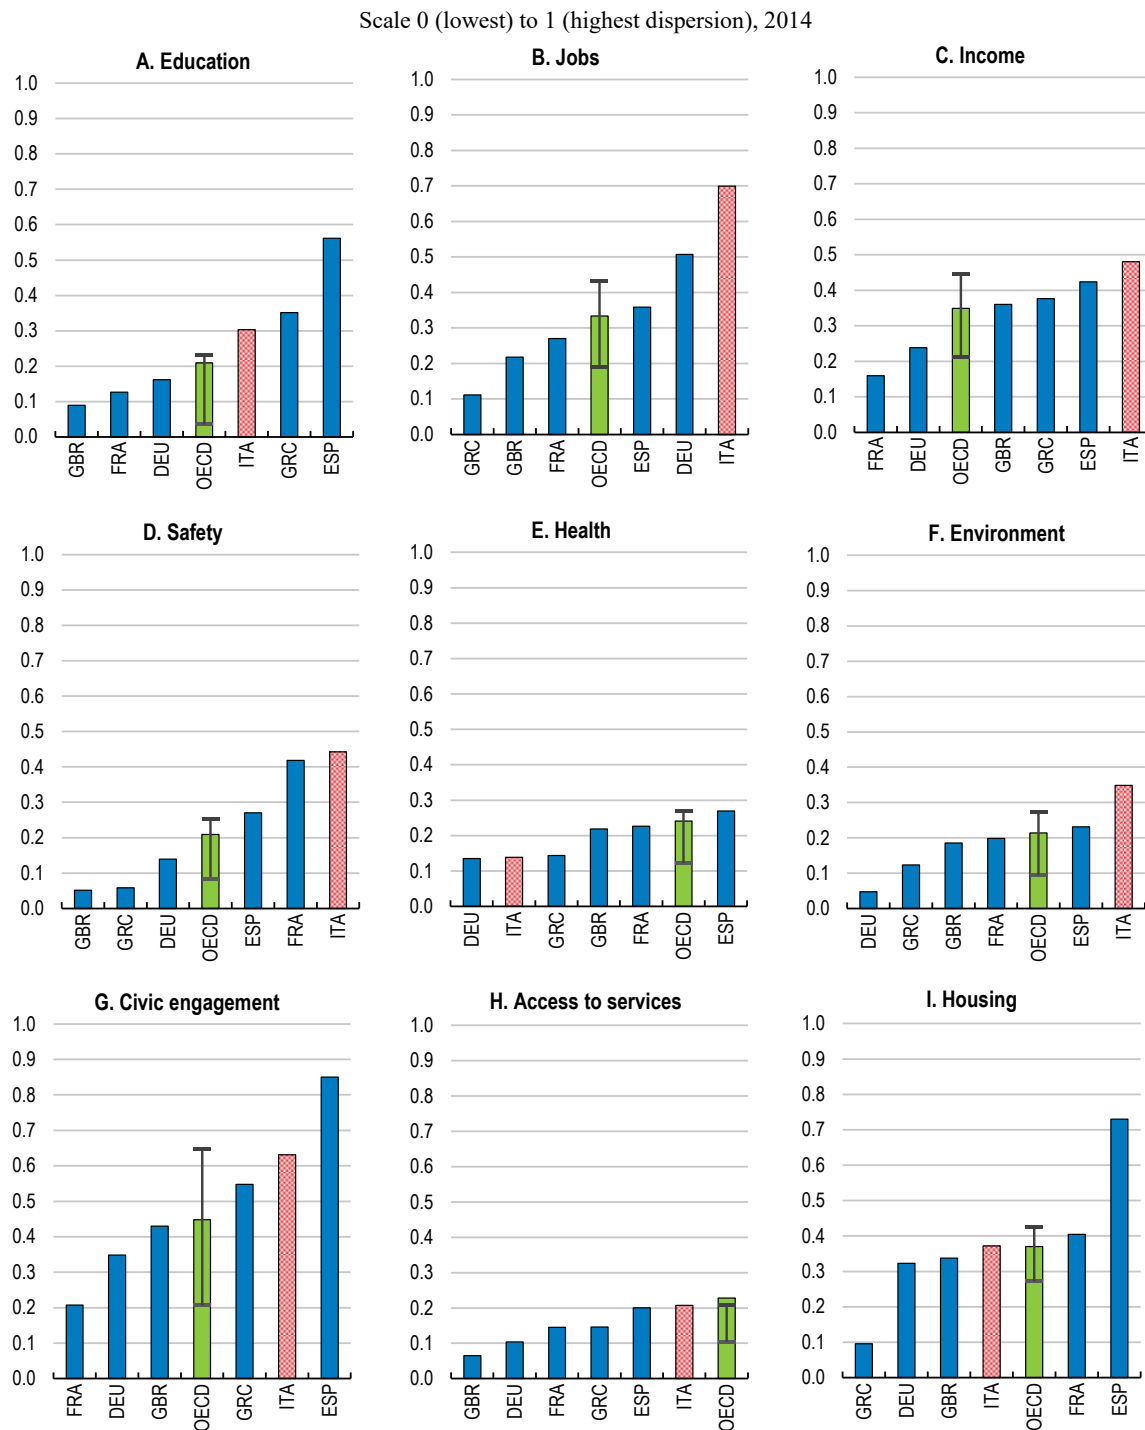 Scale 0 (lowest) to 1 (highest dispersion), 2014
A. Education
1.0
0.9
0.8
0.7
0.6
0.5
0.4
0.3
0.2
0.1
0.0
GBR
FRA
DEU
OECD
ITA
GRC
ESP
B. Jobs
1.0
0.9
0.8
0.7
0.6
0.5
0.4
0.3
0.2
0.1
0.0
GRC
GBR
FRA
OECD
ESP
DEU
ITA
C. Income
1.0
0.9
0.8
0.7
0.6
0.5
0.4
0.3
0.2
0.1
0.0
FRA
DEU
OECD
GBR
GRC
ESP
ITA
D. Safety
1.0
0.9
0.8
0.7
0.6
0.5
0.4
0.3
0.2
0.1
0.0
GBR
GRC
DEU
OECD
ESP
FRA
ITA
E. Health
1.0
0.9
0.8
0.7
0.6
0.5
0.4
0.3
0.2
0.1
0.0
DEU
ITA
GRC
GBR
FRA
OECD
ESP
F. Environment
1.0
0.9
0.8
0.7
0.6
0.5
0.4
0.3
0.2
0.1
0.0
DEU
GRC
GBR
FRA
OECD
ESP
ITA
G. Civic engagement
1.0
0.9
0.8
0.7
0.6
0.5
0.4
0.3
0.2
0.1
0.0
FRA
DEU
GBR
OECD
GRC
ITA
ESP
H. Access to services
1.0
0.9
0.8
0.7
0.6
0.5
0.4
0.3
0.2
0.1
0.0
GBR
DEU
FRA
GRC
ESP
ITA
OECD
I. Housing
1.0
0.9
0.8
0.7
0.6
0.5
0.4
0.3
0.2
0.1
0.0
GRC
DEU
GBR
ITA
OECD
FRA
ESP